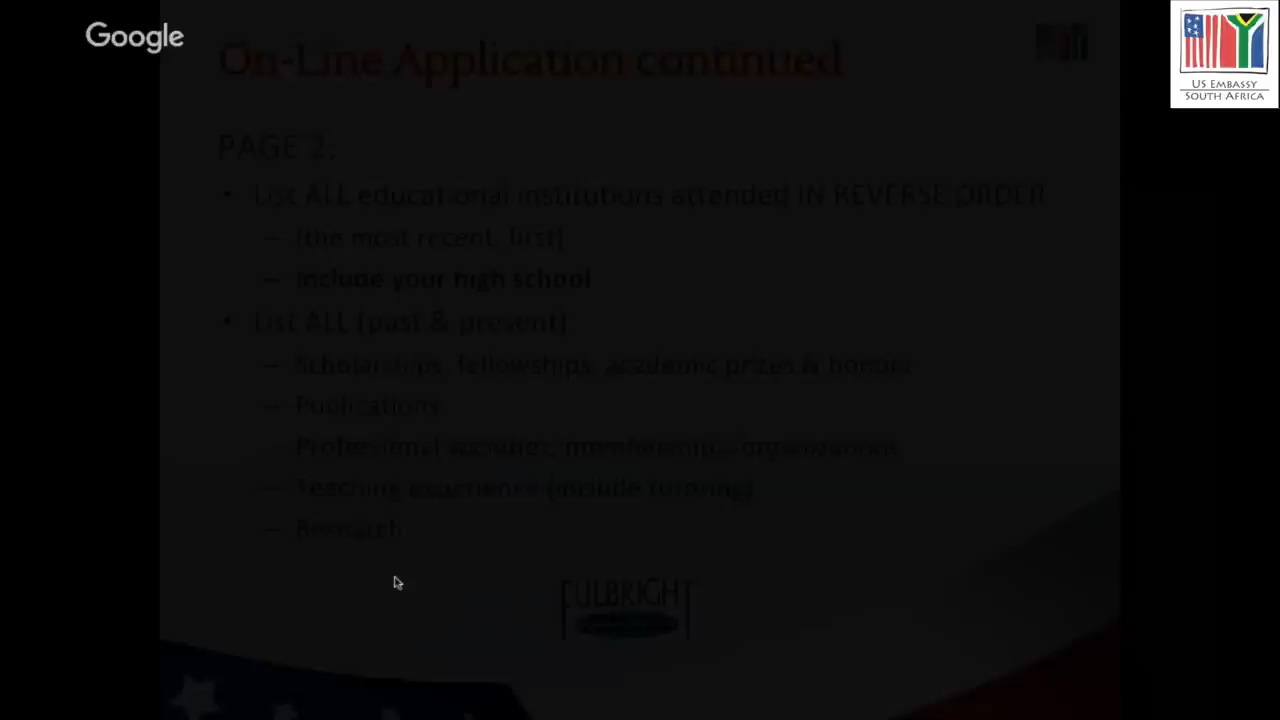 Google
US EMBASSY
SOUTH AFRICA
On-Line Application continued
PAGE 2:
• List ALL educational institutions attended IN REVERSE ORDER
– (the most recent first)
– include your high school
• List ALL (past & present)
– Scholarships, fellowships, academic prizes & honors
– Publications
– Professional societies, memberships, organizations
– Teaching experience (include tutoring)
– Research
FULBRIGHT